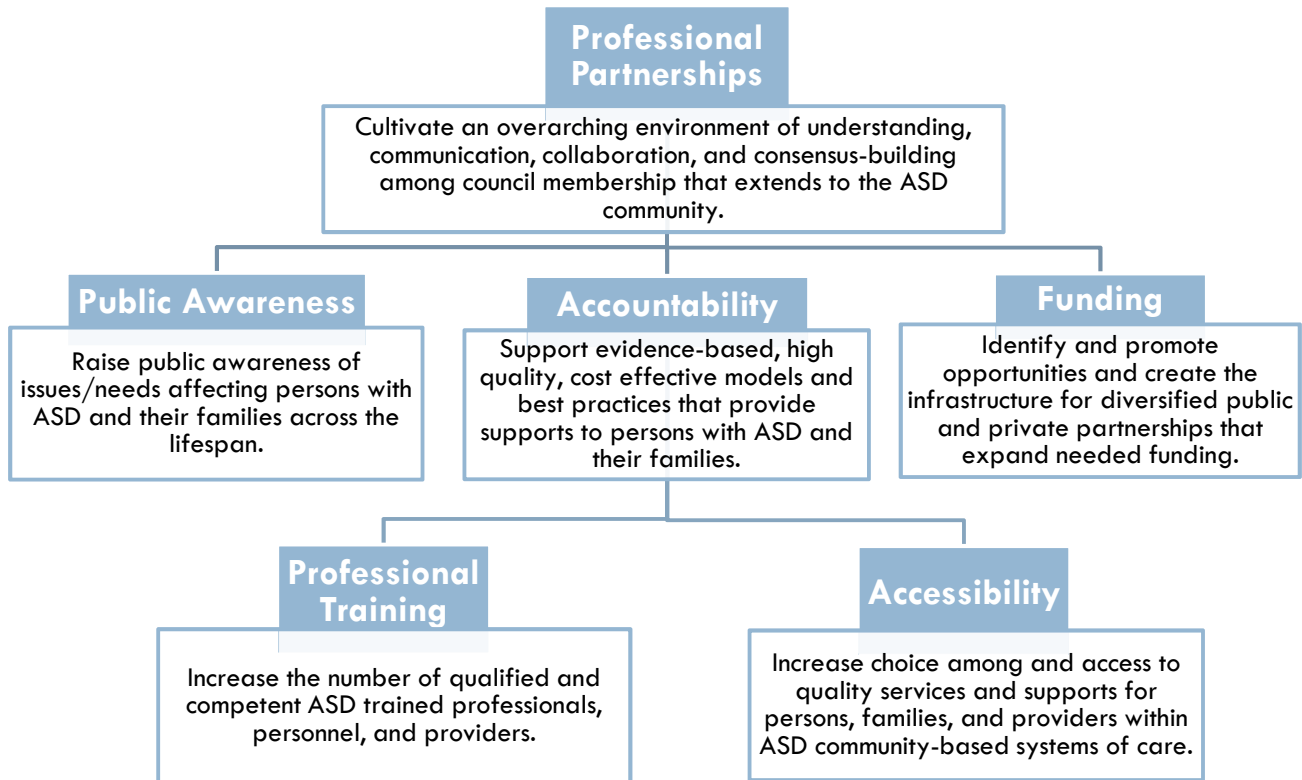 Professional
Partnerships
Cultivate an overarching environment of understanding,
communication, collaboration, and consensus-building
among council membership that extends to the ASD
community.
Public Awareness
Raise public awareness of
issues/needs affecting persons with
ASD and their families across the
lifespan.
Accountability
Support evidence-based, high
quality, cost effective models and
best practices that provide
supports to persons with ASD and
their families.
Funding
Identify and promote
opportunities and create the
infrastructure for diversified public
and private partnerships that
expand needed funding.
Professional
Training
Increase the number of qualified and
competent ASD trained professionals,
personnel, and providers.
Accessibility
Increase choice among and access to
quality services and supports for
persons, families, and providers within
ASD community-based systems of care.